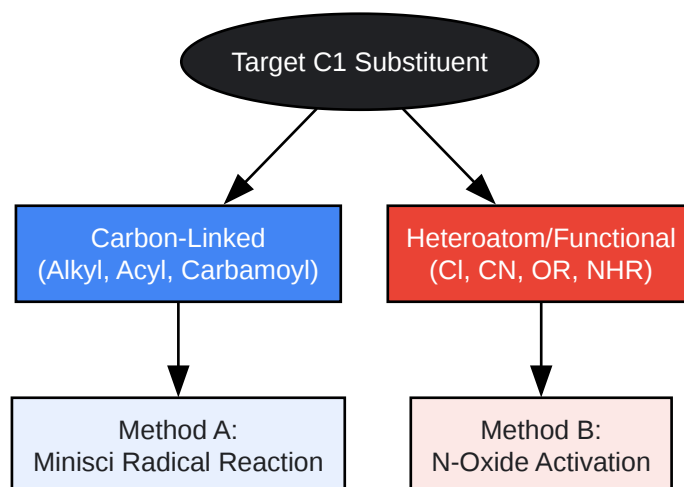 Target C1 Substituent
Carbon-Linked
(Alkyl, Acyl, Carbamoyl)
Heteroatom/Functional
(Cl, CN, OR, NHR)
Method A:
Minisci Radical Reaction
Method B:
N-Oxide Activation